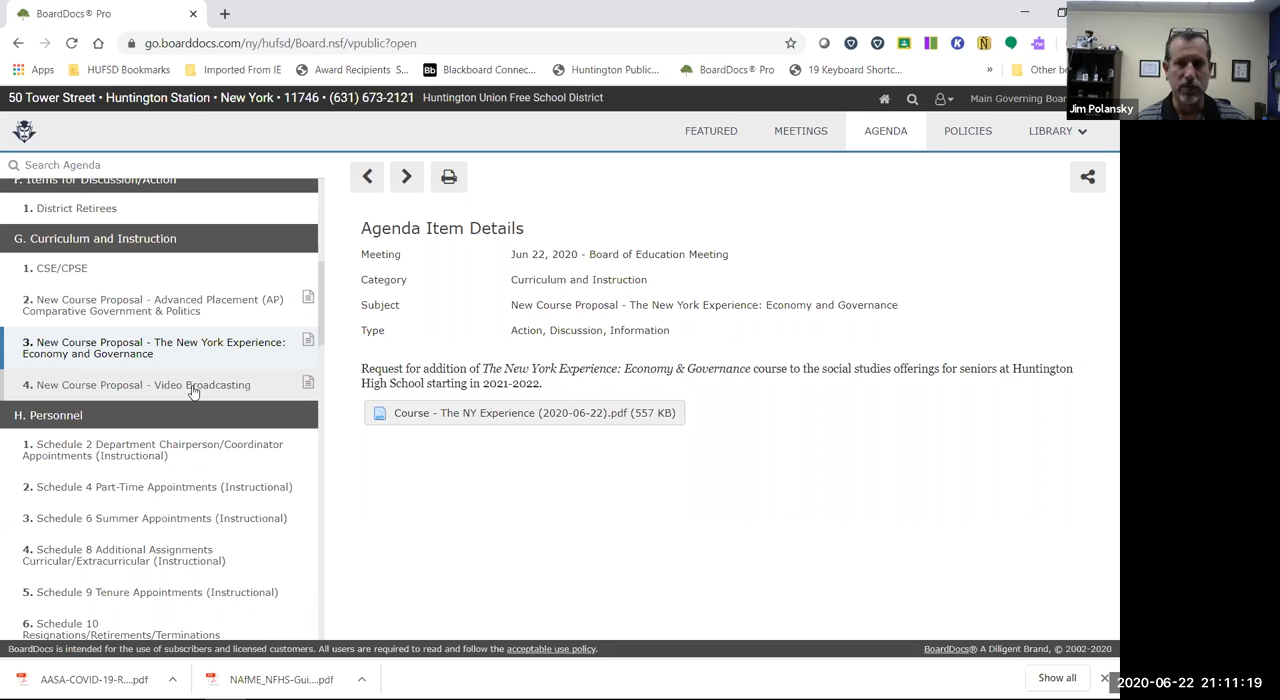 BoardDocs® Pro
go.boarddocs.com/ny/hufsd/Board.nsf/vpublic?open
Apps HUFSD Bookmarks Imported From IE Award Recipients S... Blackboard Connec... Huntington Public... BoardDocs® Pro 19 Keyboard Shortc... » Other bo
50 Tower Street • Huntington Station • New York • 11746 • (631) 673-2121 Huntington Union Free School District Main Governing Boar
Jim Polansky
FEATURED MEETINGS AGENDA POLICIES LIBRARY
Search Agenda
F. Items for Discussion/Action
1. District Retirees
G. Curriculum and Instruction
1. CSE/CPSE
2. New Course Proposal - Advanced Placement (AP)
Comparative Government & Politics
3. New Course Proposal - The New York Experience:
Economy and Governance
4. New Course Proposal - Video Broadcasting
H. Personnel
1. Schedule 2 Department Chairperson/Coordinator
Appointments (Instructional)
2. Schedule 4 Part-Time Appointments (Instructional)
3. Schedule 6 Summer Appointments (Instructional)
4. Schedule 8 Additional Assignments
Curricular/Extracurricular (Instructional)
5. Schedule 9 Tenure Appointments (Instructional)
6. Schedule 10
Resignations/Retirements/Terminations
Agenda Item Details
Meeting Jun 22, 2020 - Board of Education Meeting
Category Curriculum and Instruction
Subject New Course Proposal - The New York Experience: Economy and Governance
Type Action, Discussion, Information
Request for addition of The New York Experience: Economy & Governance course to the social studies offerings for seniors at Huntington
High School starting in 2021-2022.
Course - The NY Experience (2020-06-22).pdf (557 KB)
BoardDocs is intended for the use of subscribers and licensed customers. All users are required to read and follow the acceptable use policy. BoardDocs® A Diligent Brand, © 2002-2020
AASA-COVID-19-R....pdf NAfME_NFHS-Gui....pdf Show all
2020-06-22 21:11:19